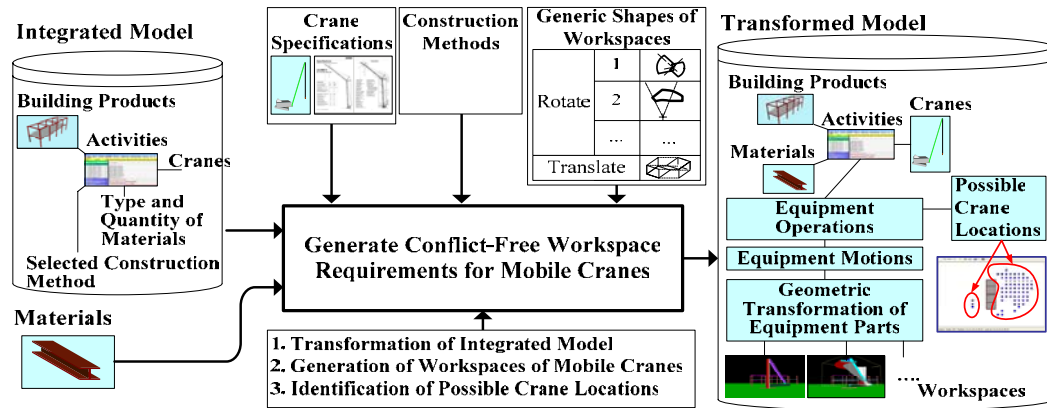 Integrated Model
Building Products
Activities
Cranes
Type and
Quantity of
Materials
Selected Construction
Method
Materials
Crane
Specifications
Construction
Methods
Generic Shapes of
Workspaces
Rotate
1
2
...
...
Translate
Generate Conflict-Free Workspace
Requirements for Mobile Cranes
1. Transformation of Integrated Model
2. Generation of Workspaces of Mobile Cranes
3. Identification of Possible Crane Locations
Transformed Model
Building Products
Cranes
Activities
Materials
Possible
Crane
Locations
Equipment
Operations
Equipment Motions
Geometric
Transformation of
Equipment Parts
....
Workspaces